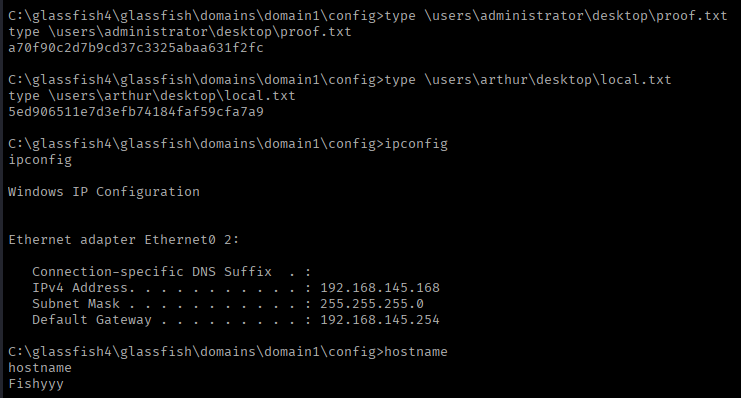 C:\glassfish4\glassfish\domains\domain1\config>type \users\administrator\desktop\proof.txt
type \users\administrator\desktop\proof.txt
a70f90c2d7b9cd37c3325abaa631f2fc
C:\glassfish4\glassfish\domains\domain1\config>type \users\arthur\desktop\local.txt
type \users\arthur\desktop\local.txt
5ed906511e7d3efb74184faf59cfa7a9
C:\glassfish4\glassfish\domains\domain1\config>ipconfig
ipconfig
Windows IP Configuration
Ethernet adapter Ethernet0 2:
Connection-specific DNS Suffix  . :
IPv4 Address. . . . . . . . . . . : 192.168.145.168
Subnet Mask . . . . . . . . . . . : 255.255.255.0
Default Gateway . . . . . . . . . : 192.168.145.254
C:\glassfish4\glassfish\domains\domain1\config>hostname
hostname
Fishyyy